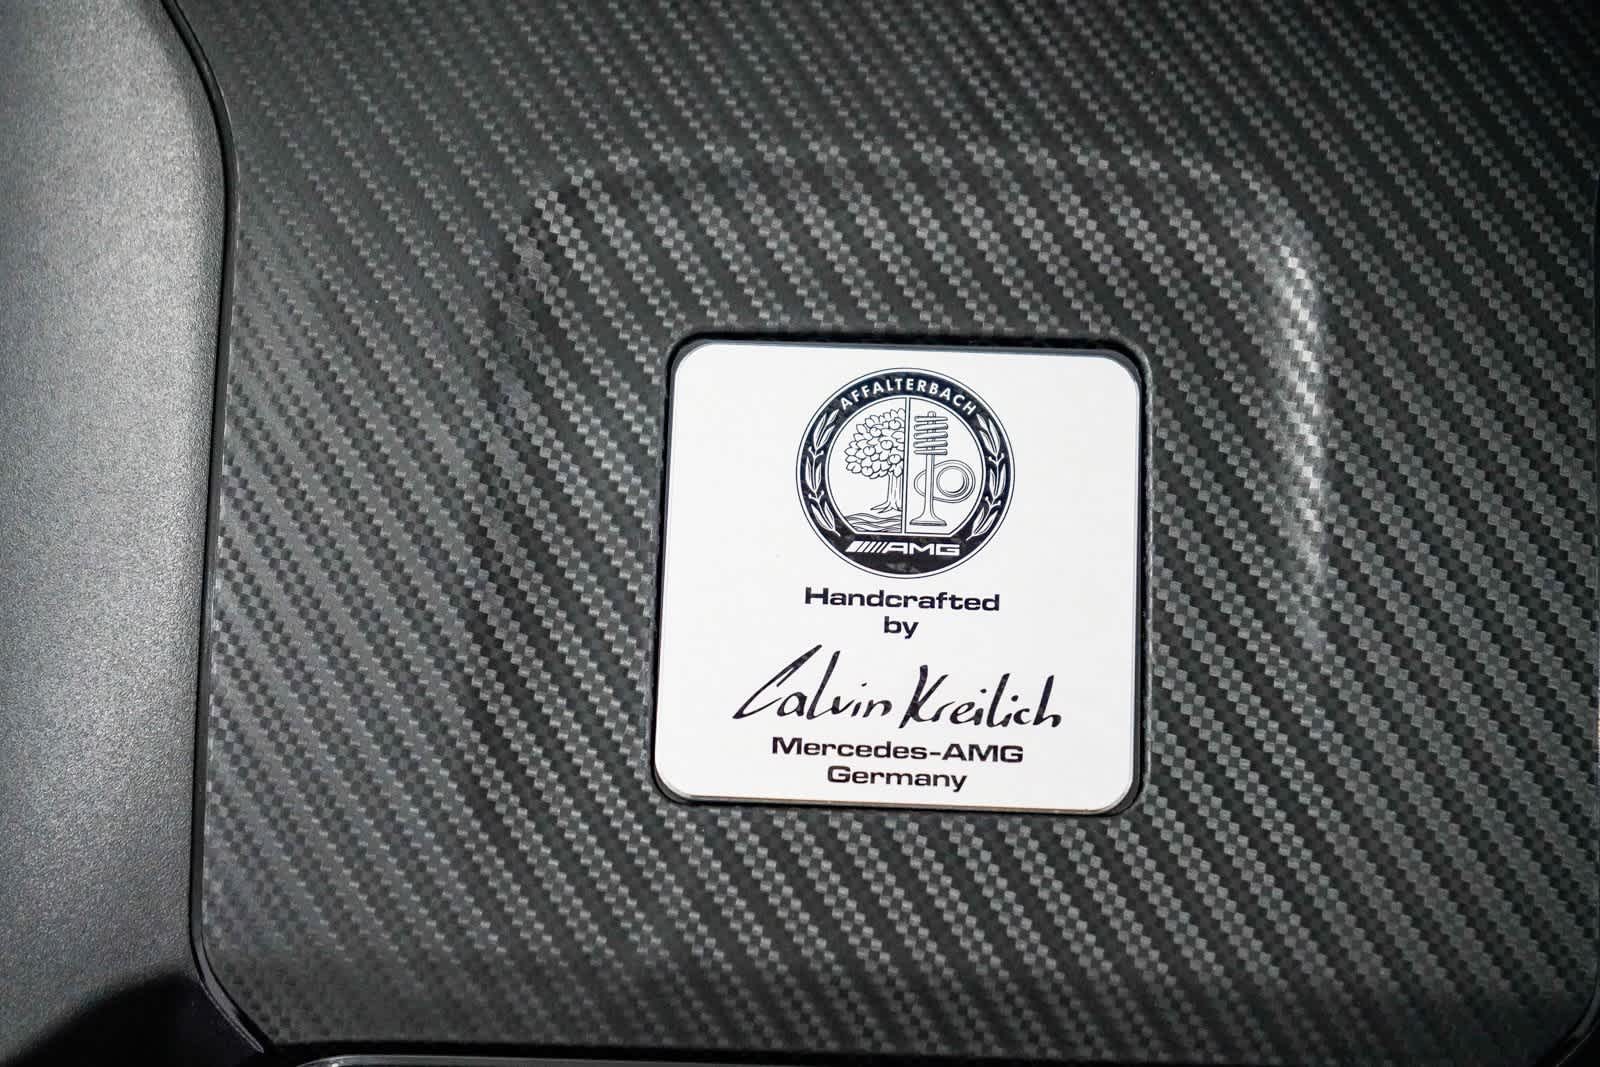 AFFALTERBACH
AMG
Handcrafted
by
Calvin Kreilich
Mercedes-AMG
Germany